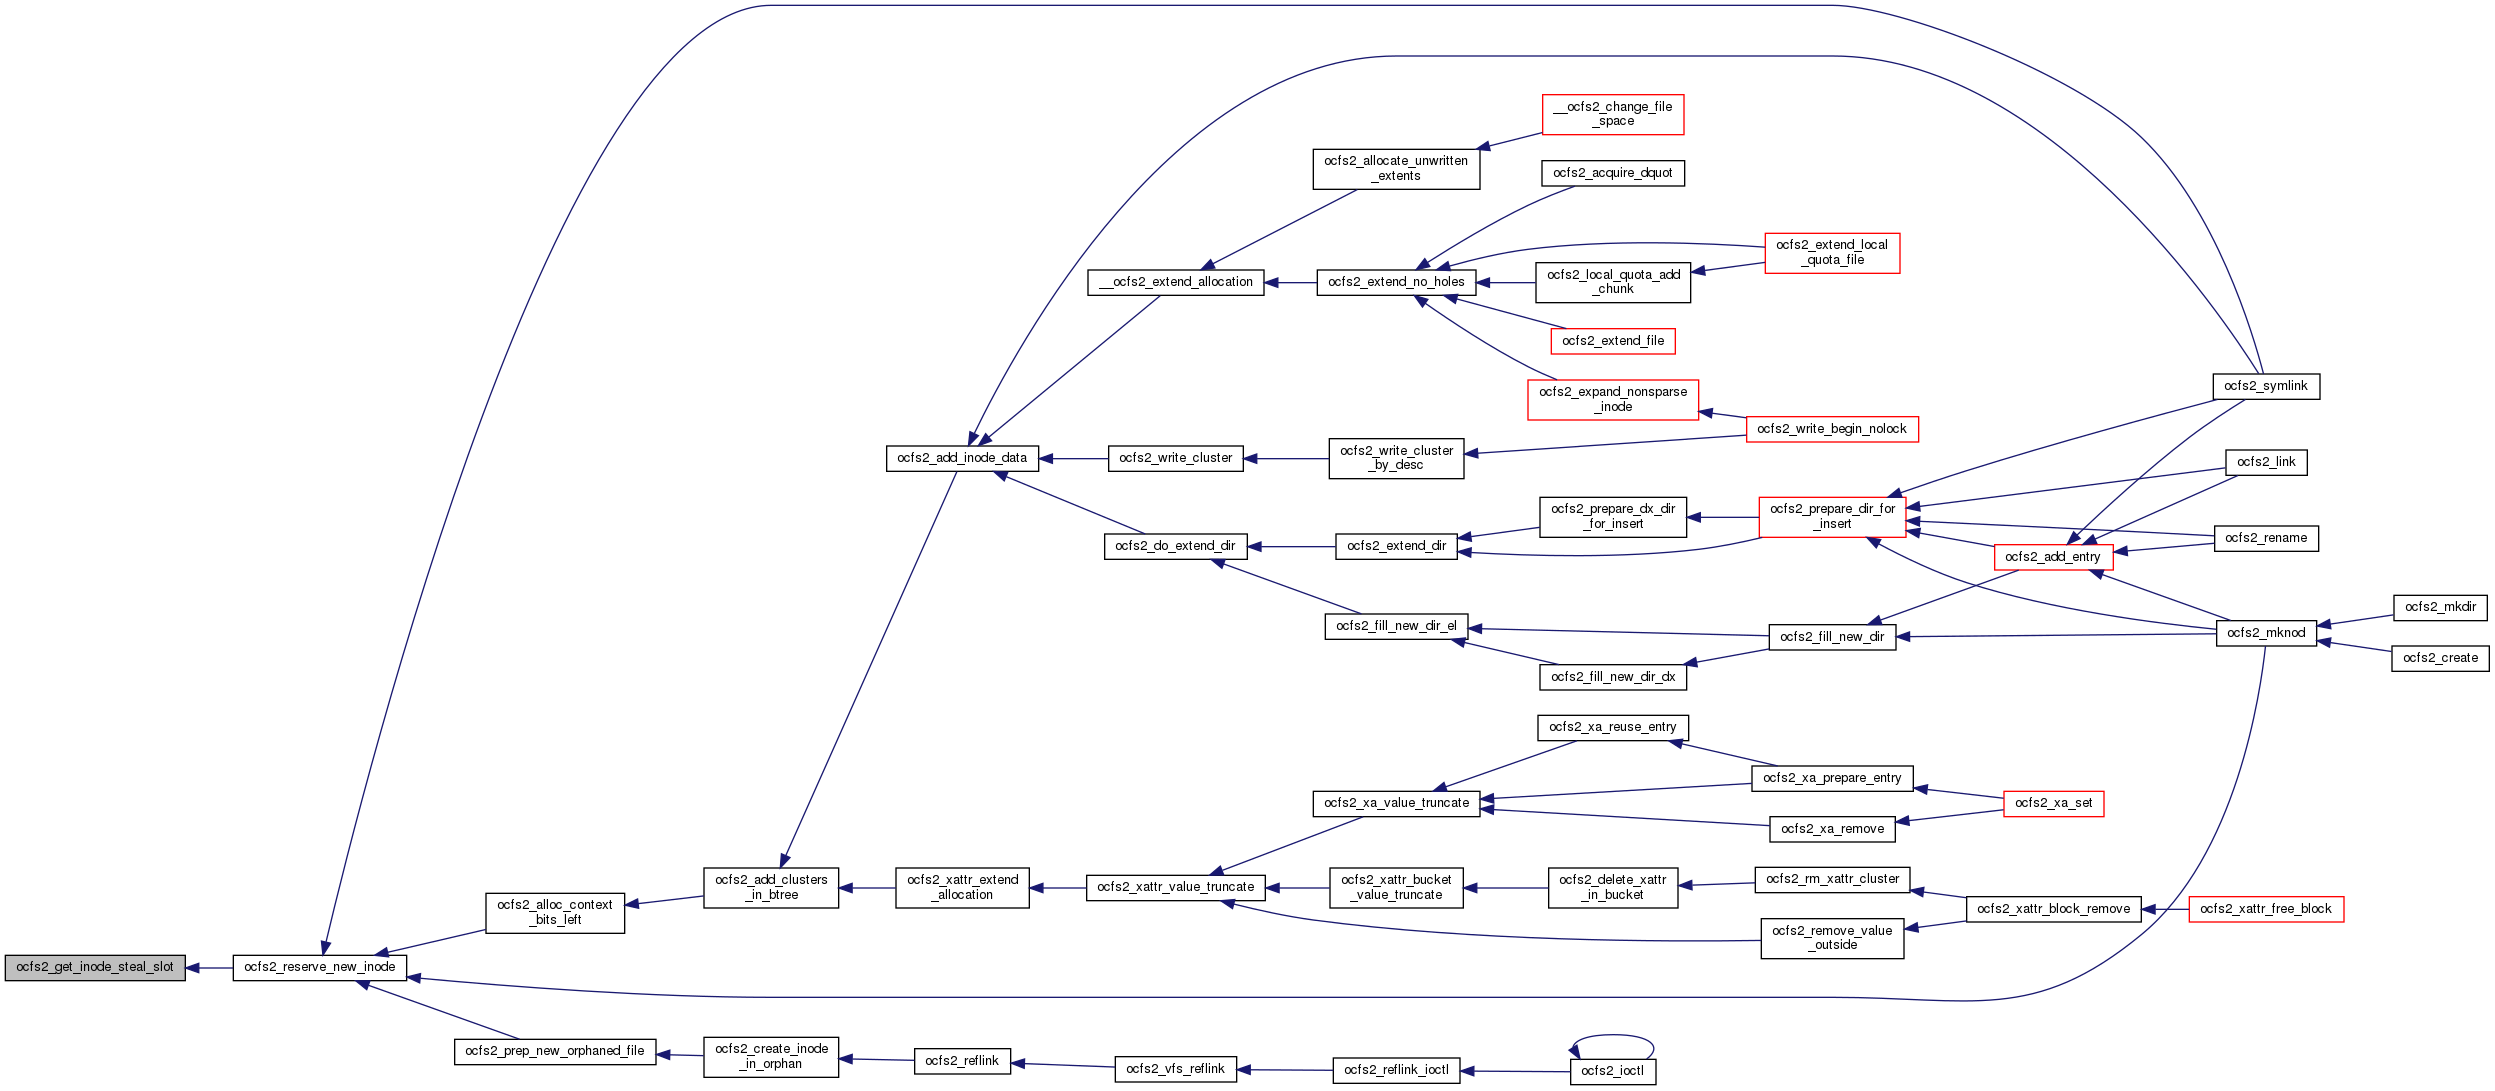 __ocfs2_change_file
_space
ocfs2_allocate_unwritten
_extents
ocfs2_acquire_dquot
ocfs2_extend_local
_quota_file
__ocfs2_extend_allocation
ocfs2_extend_no_holes
ocfs2_local_quota_add
_chunk
ocfs2_extend_file
ocfs2_expand_nonsparse
_inode
ocfs2_symlink
ocfs2_write_begin_nolock
ocfs2_add_inode_data
ocfs2_write_cluster
ocfs2_write_cluster
_by_desc
ocfs2_link
ocfs2_prepare_dx_dir
_for_insert
ocfs2_prepare_dir_for
_insert
ocfs2_rename
ocfs2_do_extend_dir
ocfs2_extend_dir
ocfs2_add_entry
ocfs2_mkdir
ocfs2_fill_new_dir_el
ocfs2_fill_new_dir
ocfs2_mknod
ocfs2_create
ocfs2_fill_new_dir_dx
ocfs2_xa_reuse_entry
ocfs2_xa_prepare_entry
ocfs2_xa_value_truncate
ocfs2_xa_set
ocfs2_xa_remove
ocfs2_add_clusters
_in_btree
ocfs2_xattr_extend
_allocation
ocfs2_xattr_value_truncate
ocfs2_xattr_bucket
_value_truncate
ocfs2_delete_xattr
_in_bucket
ocfs2_rm_xattr_cluster
ocfs2_alloc_context
_bits_left
ocfs2_xattr_block_remove
ocfs2_xattr_free_block
ocfs2_remove_value
_outside
ocfs2_get_inode_steal_slot
ocfs2_reserve_new_inode
ocfs2_prep_new_orphaned_file
ocfs2_create_inode
_in_orphan
ocfs2_reflink
ocfs2_vfs_reflink
ocfs2_reflink_ioctl
ocfs2_ioctl